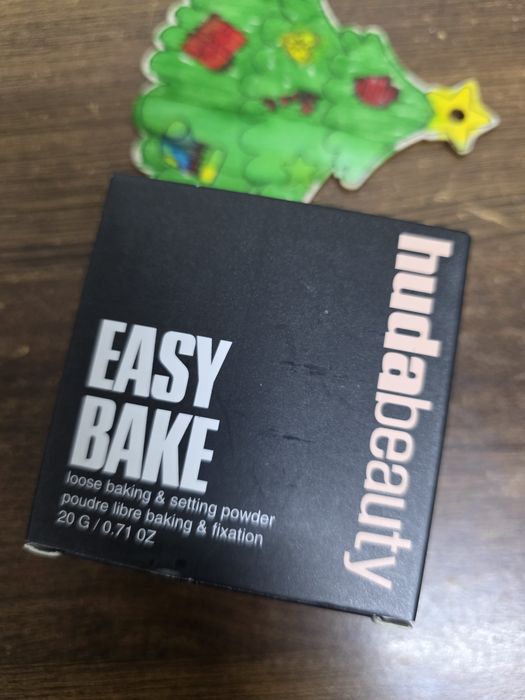 EASY
BAKE
loose baking & setting powder
poudre libre baking & fixation
20 G / 0.71 OZ
hudabeauty